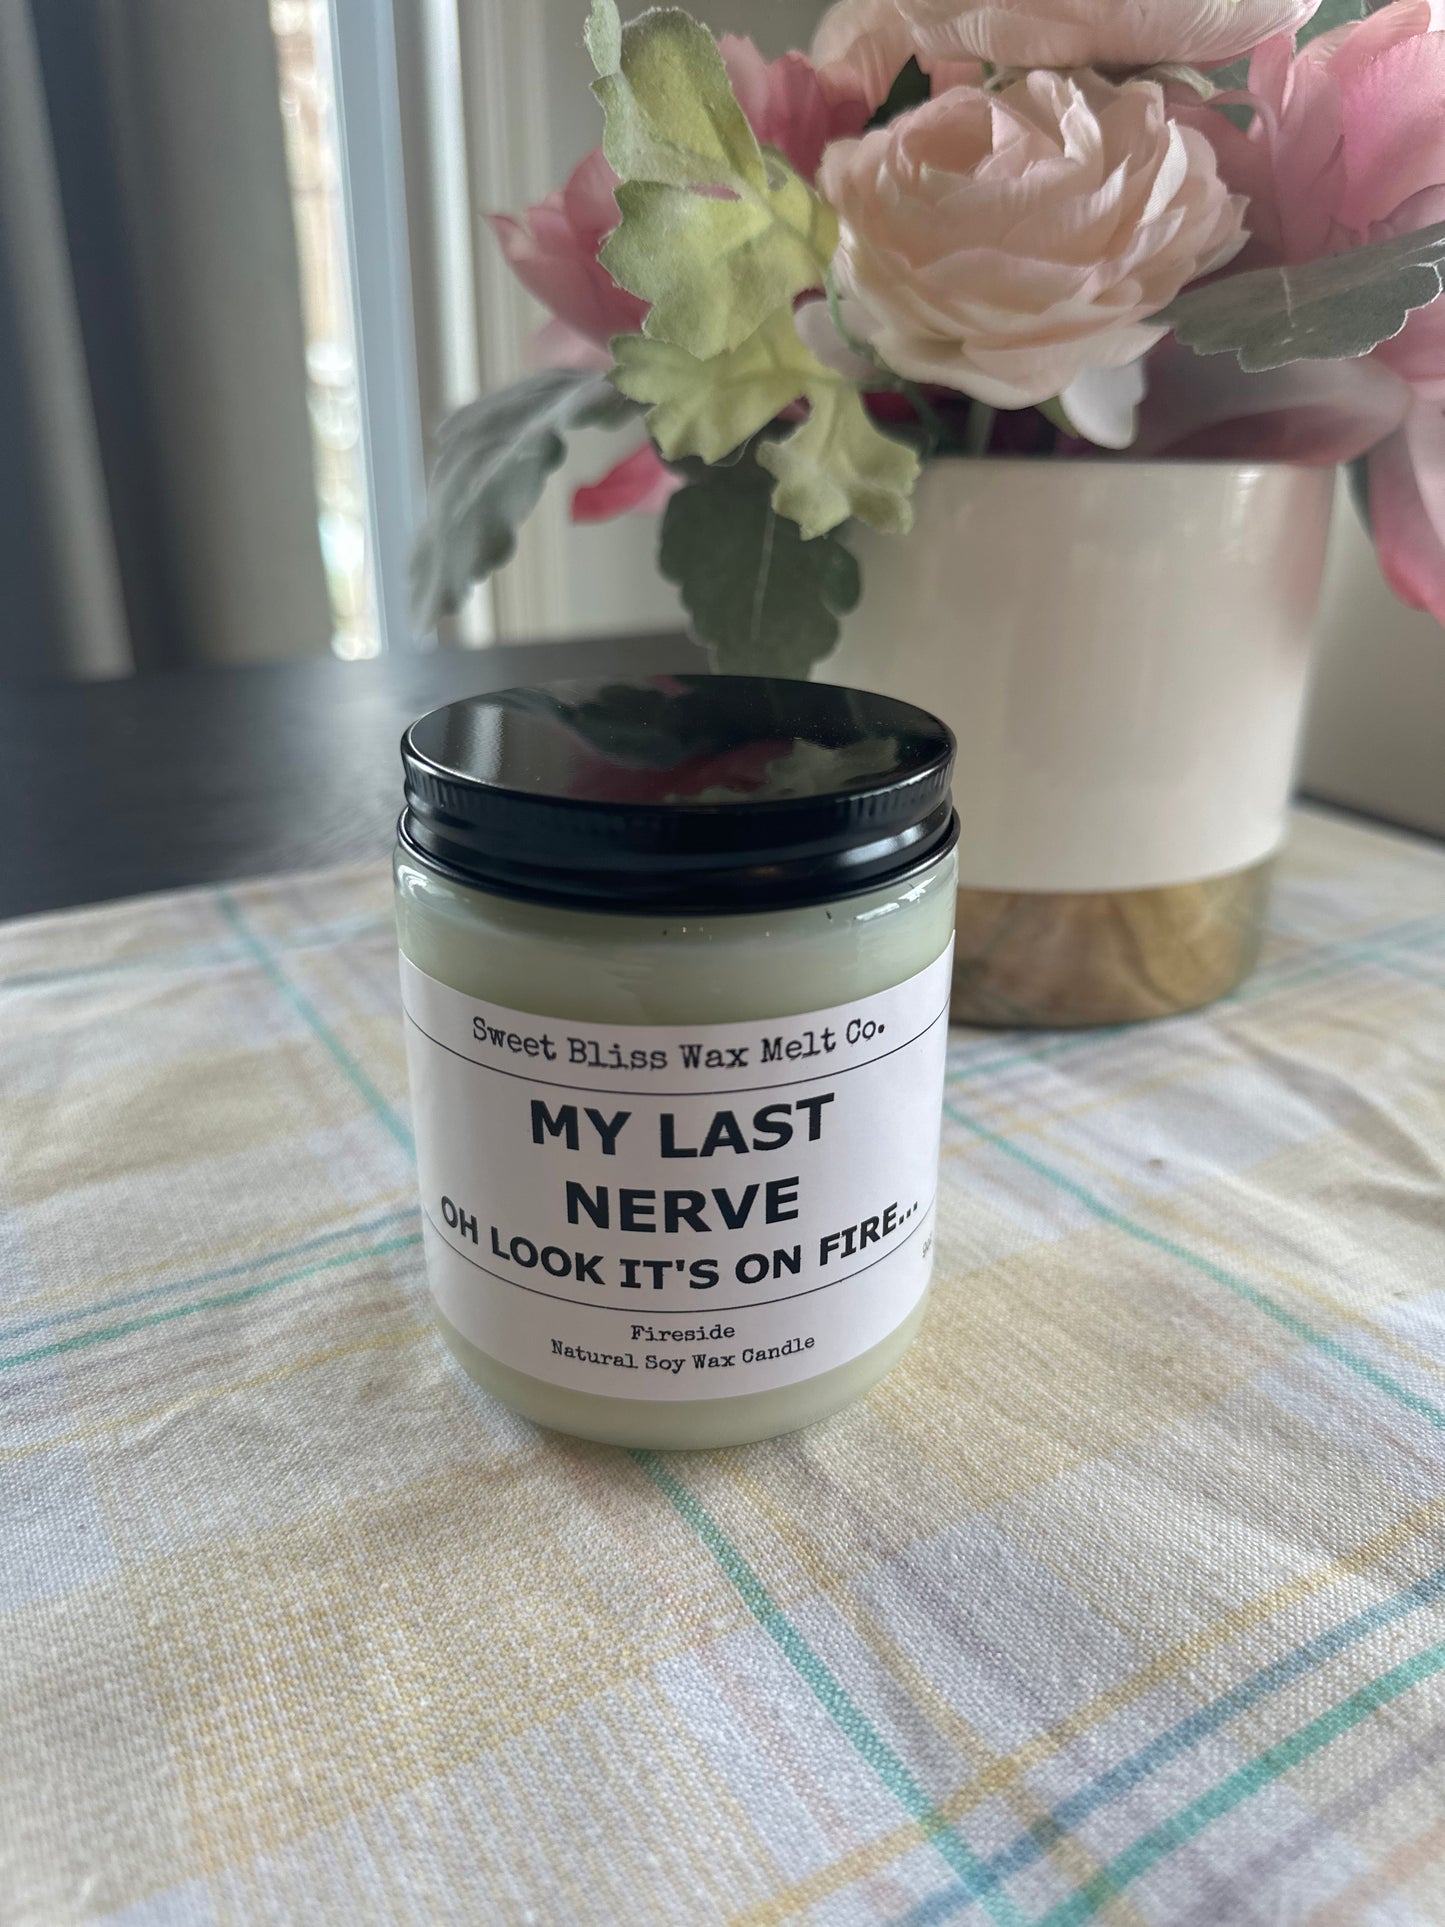 Sweet Bliss Wax Melt Co.
MY LAST
NERVE
OH LOOK IT'S ON FIRE...
Fireside
Natural Soy Wax Candle